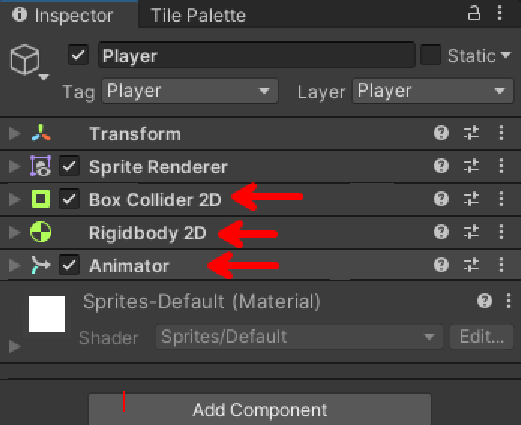 Inspector Tile Palette
Player Static
Tag Player Layer Player
Transform
Sprite Renderer
Box Collider 2D
Rigidbody 2D
Animator
Sprites-Default (Material)
Shader Sprites/Default Edit...
Add Component